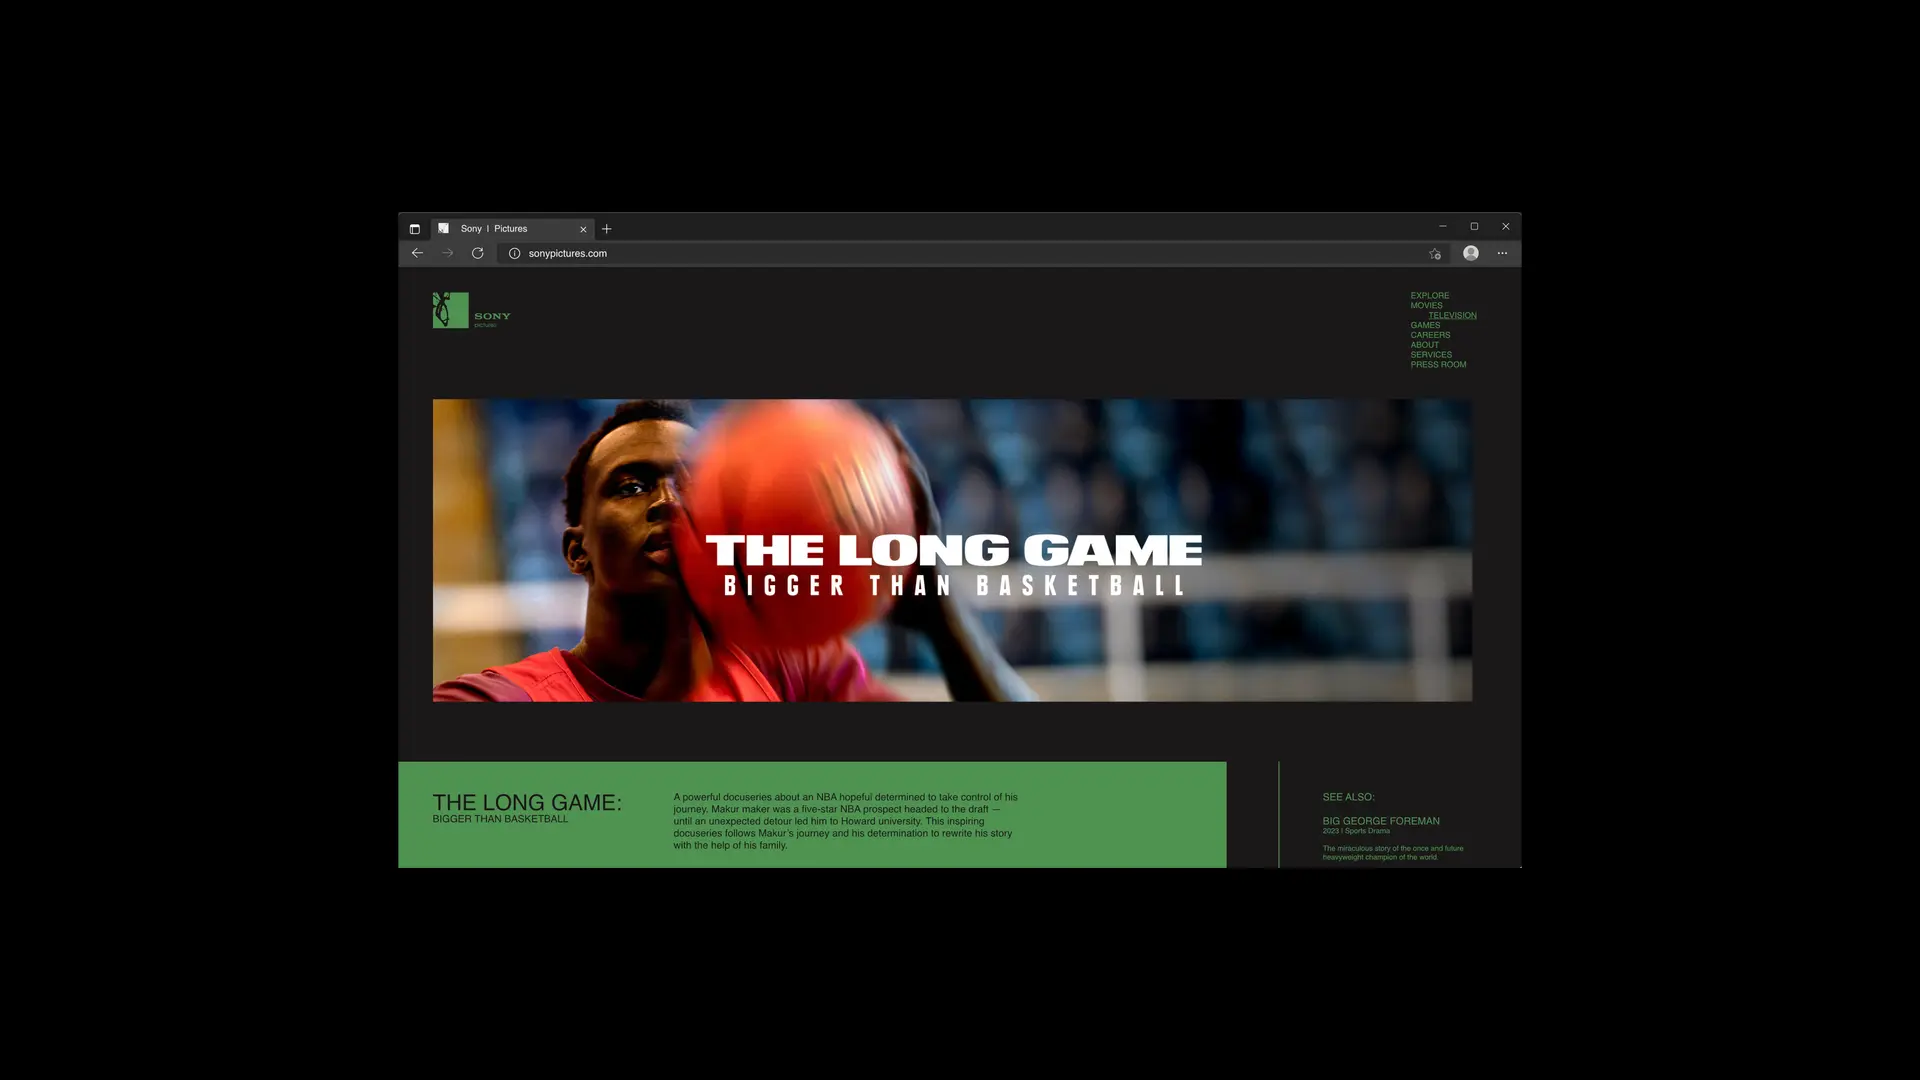 Sony | Pictures
sonypictures.com
SONY
pictures
EXPLORE
MOVIES
TELEVISION
GAMES
CAREERS
ABOUT
SERVICES
PRESS ROOM
THE LONG GAME
BIGGER THAN BASKETBALL
THE LONG GAME:
BIGGER THAN BASKETBALL
A powerful docuseries about an NBA hopeful determined to take control of his
journey. Makur maker was a five-star NBA prospect headed to the draft —
until an unexpected detour led him to Howard university. This inspiring
docuseries follows Makur's journey and his determination to rewrite his story
with the help of his family.
SEE ALSO:
BIG GEORGE FOREMAN
2023 | Sports Drama
The miraculous story of the once and future
heavyweight champion of the world.